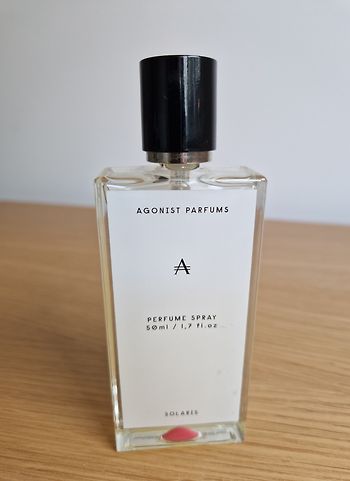 AGONIST PARFUMS
PERFUME SPRAY
50ml / 1,7 fl.oz
SOLARIS